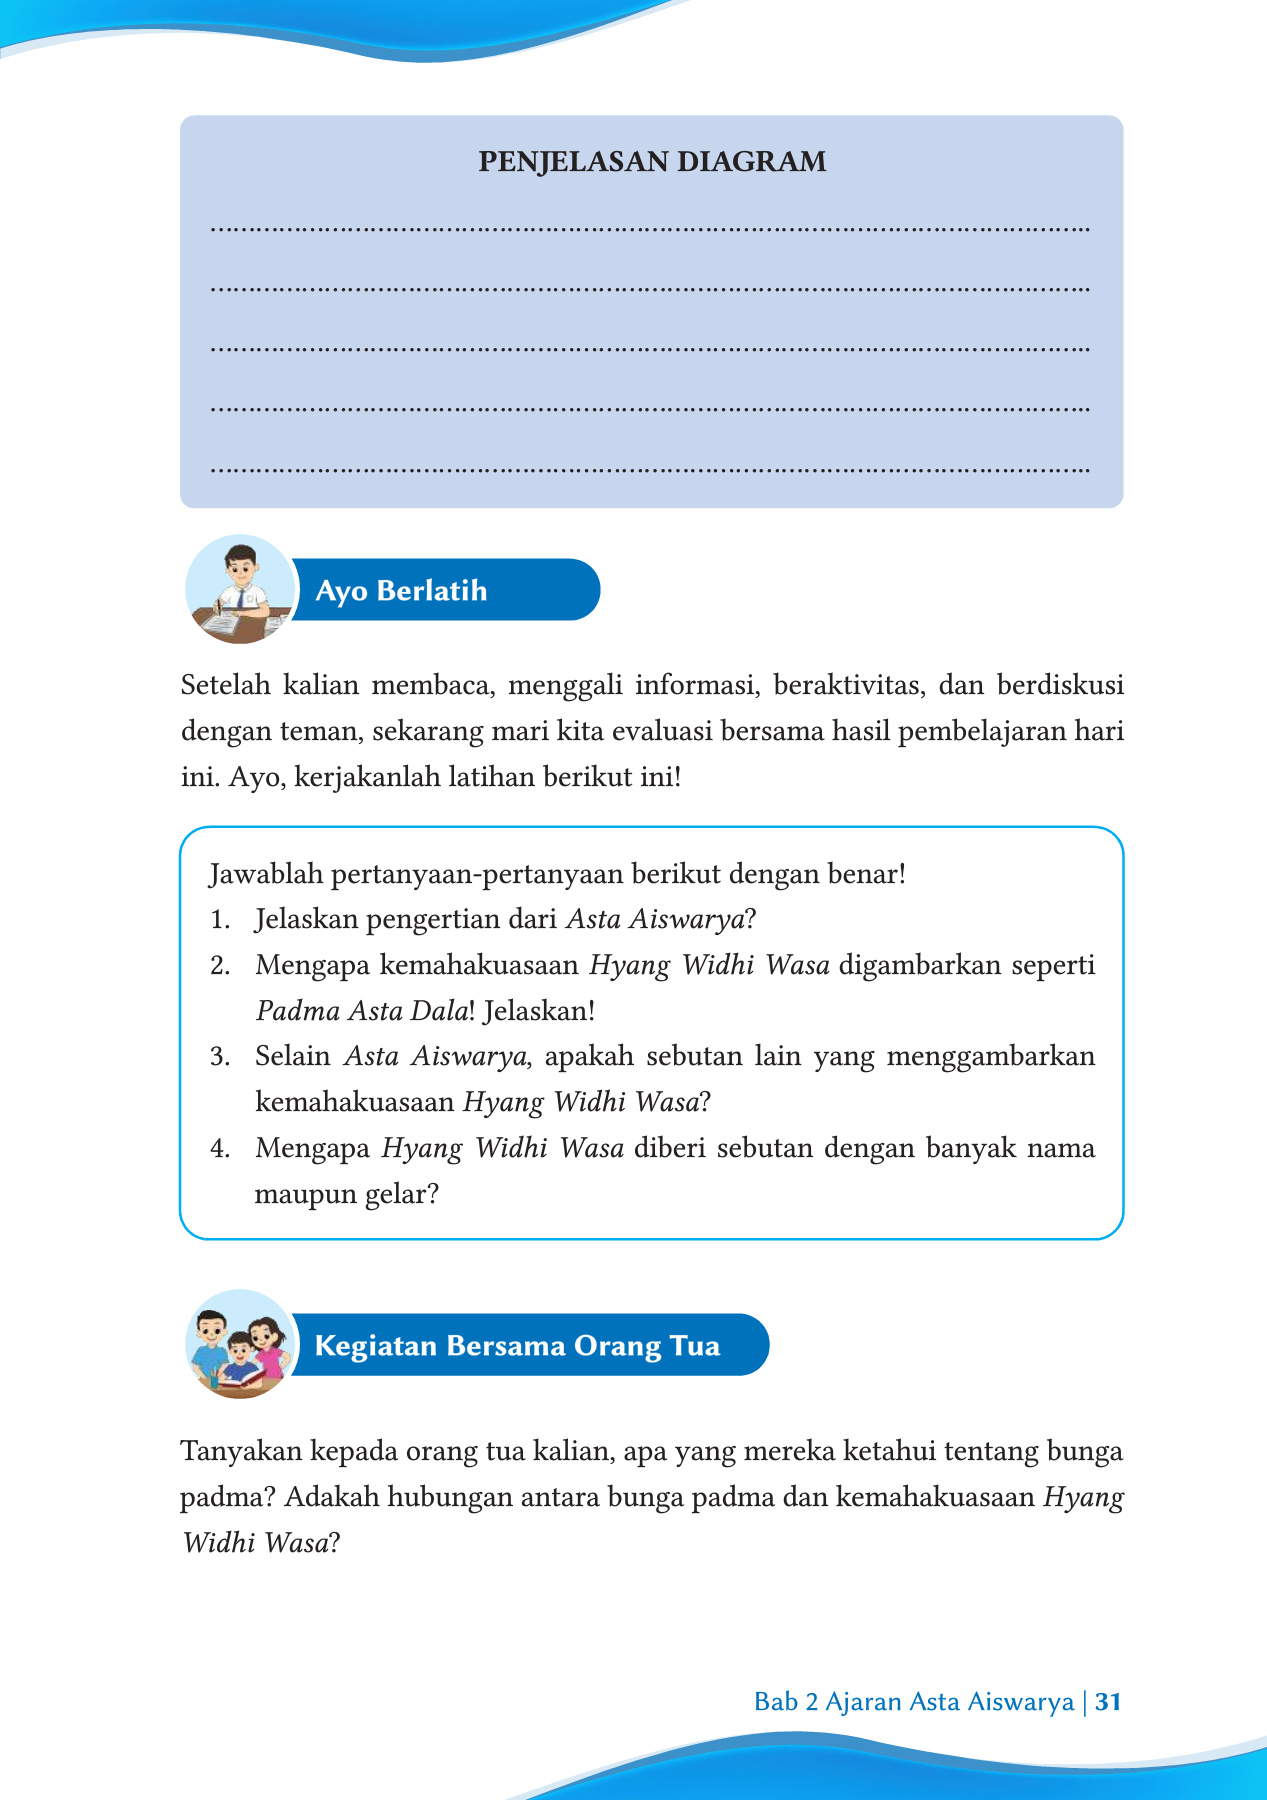 PENJELASAN DIAGRAM
........................................................................................................................
........................................................................................................................
........................................................................................................................
........................................................................................................................
........................................................................................................................
Ayo Berlatih
Setelah kalian membaca, menggali informasi, beraktivitas, dan berdiskusi
dengan teman, sekarang mari kita evaluasi bersama hasil pembelajaran hari
ini. Ayo, kerjakanlah latihan berikut ini!
Jawablah pertanyaan-pertanyaan berikut dengan benar!
1. Jelaskan pengertian dari Asta Aiswarya?
2. Mengapa kemahakuasaan Hyang Widhi Wasa digambarkan seperti
Padma Asta Dala! Jelaskan!
3. Selain Asta Aiswarya, apakah sebutan lain yang menggambarkan
kemahakuasaan Hyang Widhi Wasa?
4. Mengapa Hyang Widhi Wasa diberi sebutan dengan banyak nama
maupun gelar?
Kegiatan Bersama Orang Tua
Tanyakan kepada orang tua kalian, apa yang mereka ketahui tentang bunga
padma? Adakah hubungan antara bunga padma dan kemahakuasaan Hyang
Widhi Wasa?
Bab 2 Ajaran Asta Aiswarya | 31